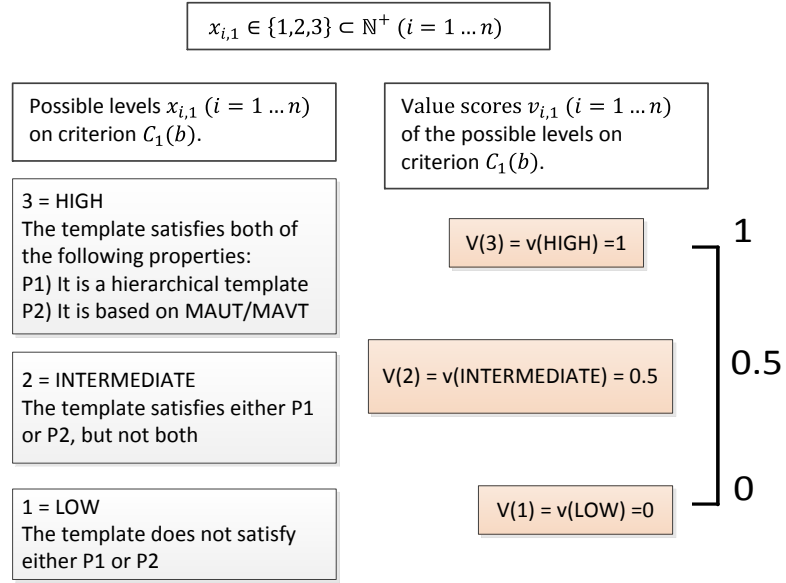 x_{i,1} ∈ {1,2,3} ⊂ ℕ⁺ (i = 1 … n)
Possible levels x_{i,1} (i = 1 … n)
on criterion C₁(b).
Value scores v_{i,1} (i = 1 … n)
of the possible levels on
criterion C₁(b).
3 = HIGH
The template satisfies both of
the following properties:
P1) It is a hierarchical template
P2) It is based on MAUT/MAVT
V(3) = v(HIGH) =1
1
2 = INTERMEDIATE
The template satisfies either P1
or P2, but not both
V(2) = v(INTERMEDIATE) = 0.5
0.5
1 = LOW
The template does not satisfy
either P1 or P2
V(1) = v(LOW) =0
0